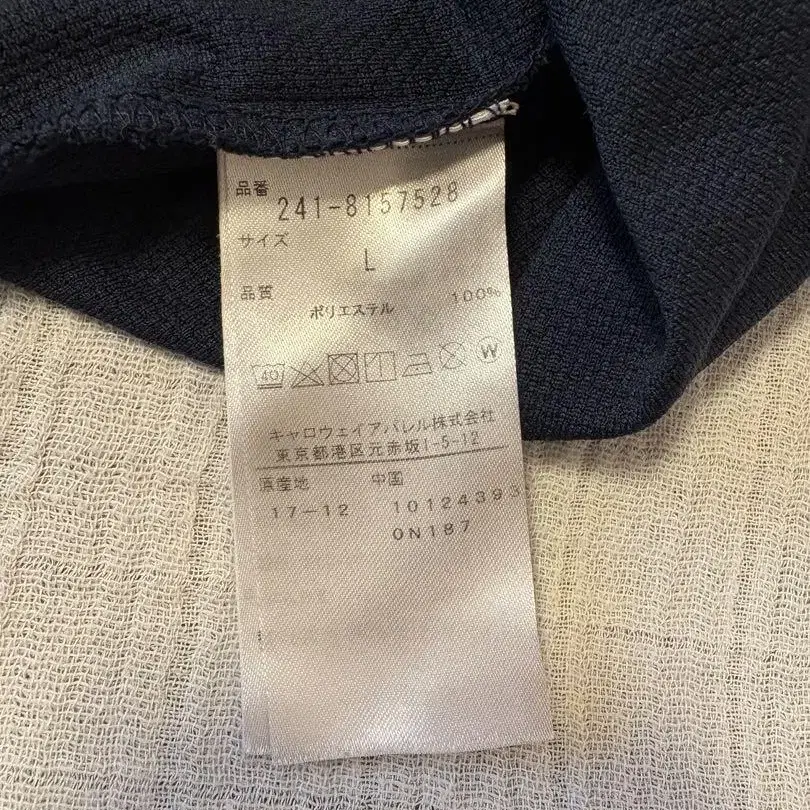 品番
241-8157528
サイズ
L
品質
ポリエステル 100%
40 W
キャロウェイアパレル株式会社
東京都港区元赤坂1-5-12
原産地 中国
17-12 10124393
0N187